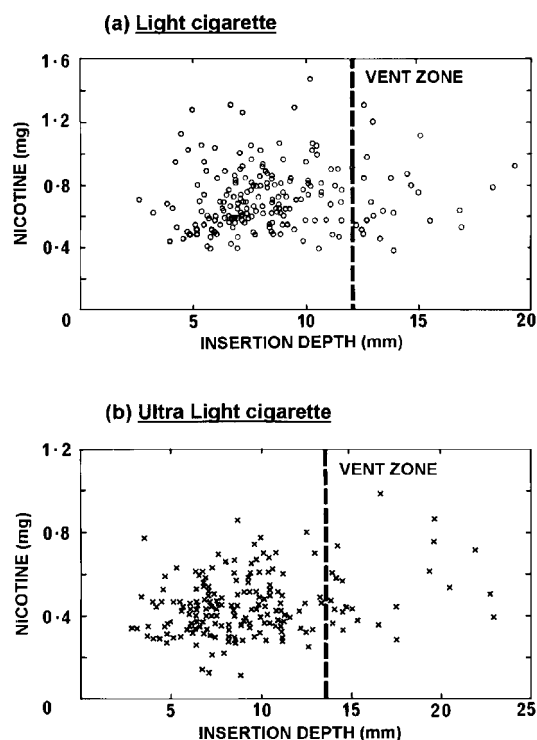 (a) Light cigarette
1·6
VENT ZONE
1·2
0·8
0·4
0
5
10
15
20
NICOTINE (mg)
INSERTION DEPTH (mm)
(b) Ultra Light cigarette
1·2
VENT ZONE
0·8
0·4
0
5
10
15
20
25
NICOTINE (mg)
INSERTION DEPTH (mm)